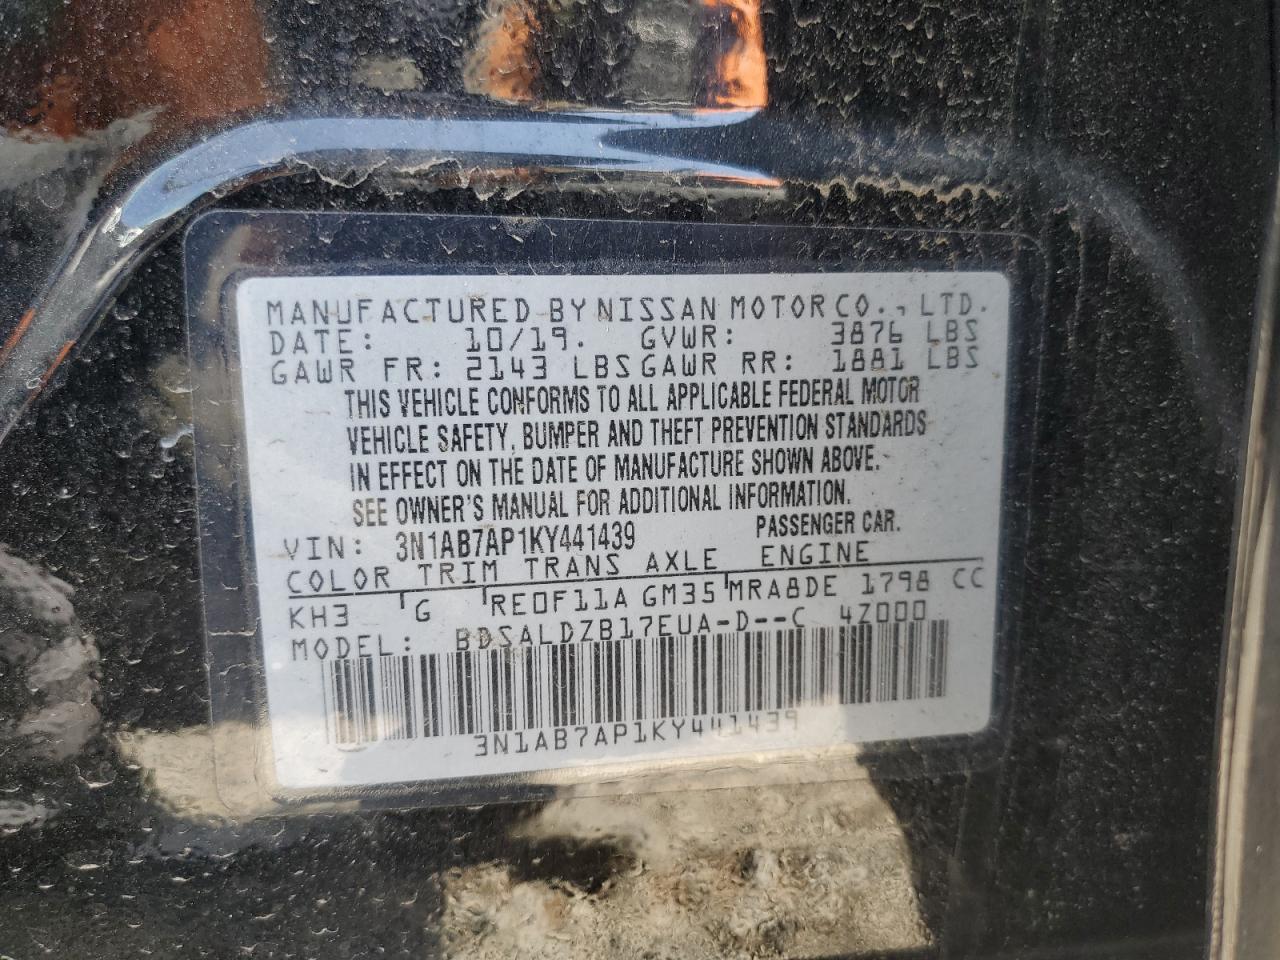 MANUFACTURED BY NISSAN MOTOR CO., LTD.
DATE: 10/19. GVWR: 3876 LBS
GAWR FR: 2143 LBS GAWR RR: 1881 LBS
THIS VEHICLE CONFORMS TO ALL APPLICABLE FEDERAL MOTOR
VEHICLE SAFETY, BUMPER AND THEFT PREVENTION STANDARDS
IN EFFECT ON THE DATE OF MANUFACTURE SHOWN ABOVE.
SEE OWNER'S MANUAL FOR ADDITIONAL INFORMATION.
VIN: 3N1AB7AP1KY441439 PASSENGER CAR.
COLOR TRIM TRANS AXLE ENGINE
KH3 G RE0F11A GM35 MRA8DE 1798 CC
MODEL: BDSALDZB17EUA-D--C 4Z000
3N1AB7AP1KY441439